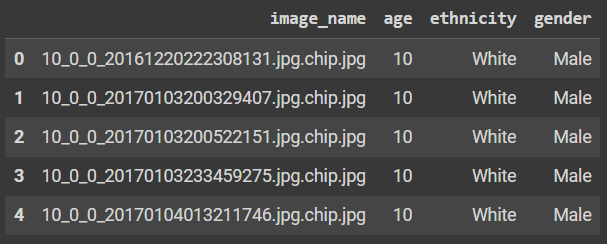 image_name age ethnicity gender
0 10_0_0_20161220222308131.jpg.chip.jpg 10 White Male
1 10_0_0_20170103200329407.jpg.chip.jpg 10 White Male
2 10_0_0_20170103200522151.jpg.chip.jpg 10 White Male
3 10_0_0_20170103233459275.jpg.chip.jpg 10 White Male
4 10_0_0_20170104013211746.jpg.chip.jpg 10 White Male